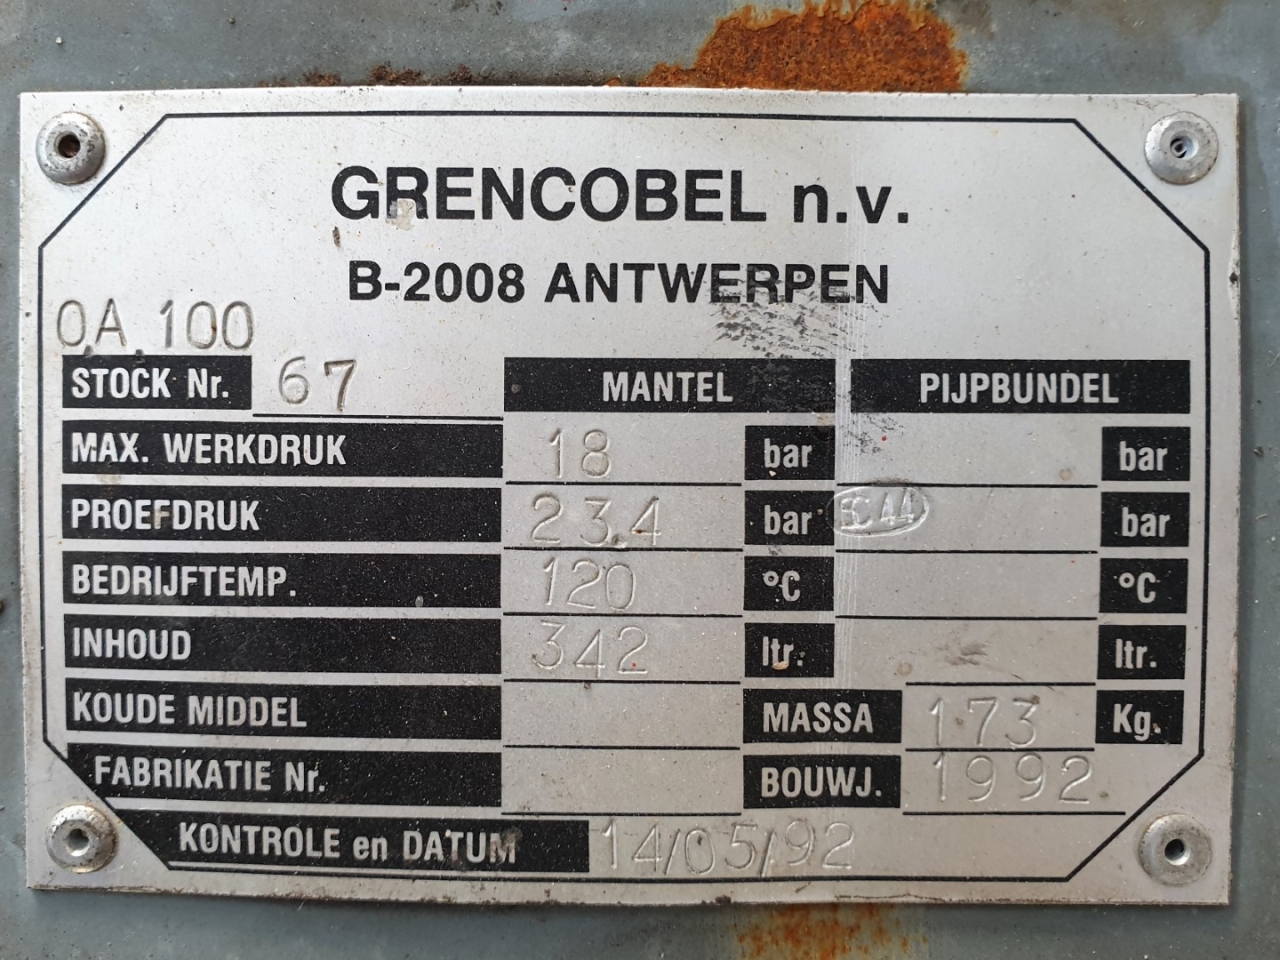 GRENCOBEL n.v.
B-2008 ANTWERPEN
O.A. 100
STOCK Nr. 67 MANTEL PIJPBUNDEL
MAX. WERKDRUK 18 bar bar
PROEFDRUK 23.4 bar BC 44 bar
BEDRIJFTEMP. 120 °C °C
INHOUD 342 ltr. ltr.
KOUDE MIDDEL MASSA 173 Kg.
FABRIKATIE Nr. BOUWJ. 1992
KONTROLE en DATUM 14/05/92